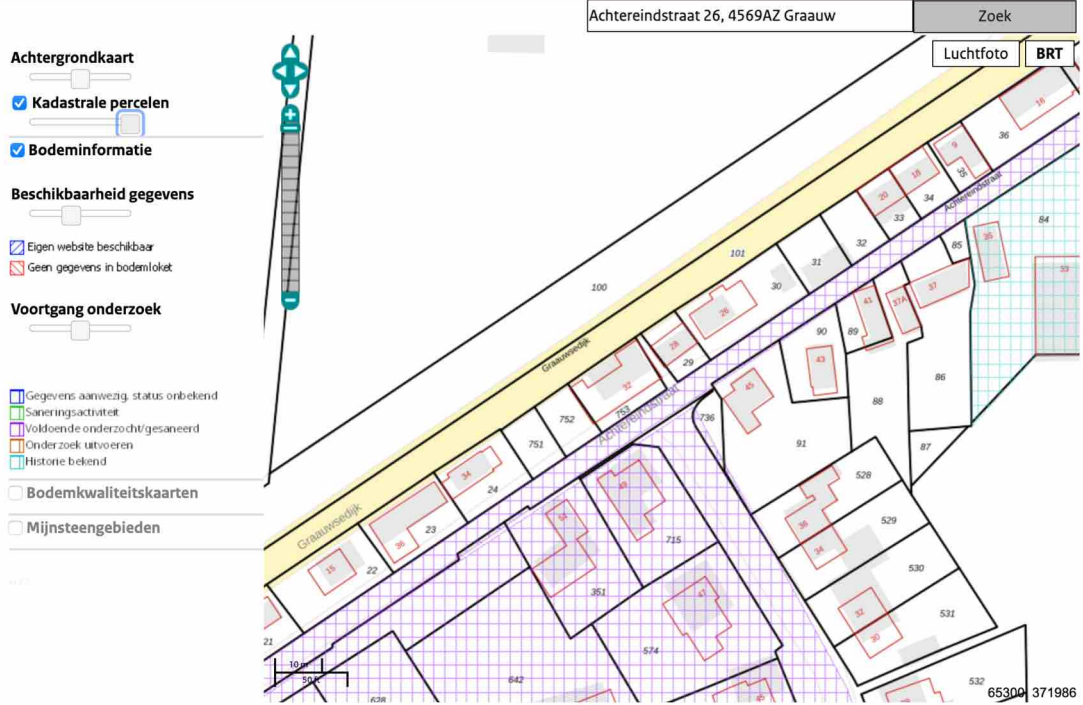 Achtereindstraat 26, 4569AZ Graauw
Zoek
Luchtfoto
BRT
Achtergrondkaart
Kadastrale percelen
Bodeminformatie
Beschikbaarheid gegevens
Eigen website beschikbaar
Geen gegevens in bodemloket
Voortgang onderzoek
Gegevens aanwezig, status onbekend
Saneringsactiviteit
Voldoende onderzocht/gesaneerd
Onderzoek uitvoeren
Historie bekend
Bodemkwaliteitskaarten
Mijnsteengebieden
16
36
9
35
18
34
Achtereindstraat
20
33
84
85
32
101
31
33
37
100
30
41
37A
26
90
89
Graauwsedijk
28
29
43
86
32
45
88
753
752
Achtereindstraat
736
91
87
751
34
24
528
49
Graauwsedijk
23
36
529
36
34
715
15
22
530
351
47
32
531
30
21
574
10 m
50 ft
642
532
628
65300, 371986